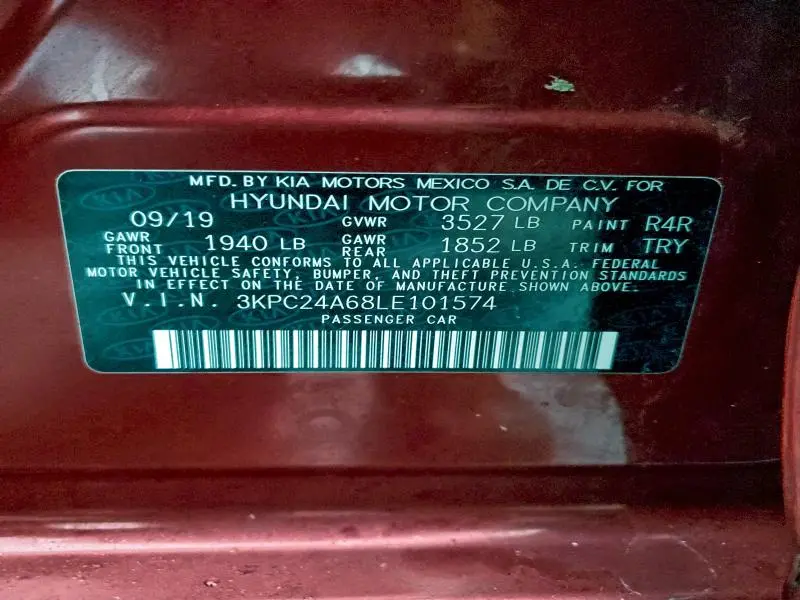 MFD. BY KIA MOTORS MEXICO S.A. DE C.V. FOR
HYUNDAI MOTOR COMPANY
09/19 GVWR 3527 LB PAINT R4R
GAWR FRONT 1940 LB GAWR REAR 1852 LB TRIM TRY
THIS VEHICLE CONFORMS TO ALL APPLICABLE U.S.A. FEDERAL
MOTOR VEHICLE SAFETY, BUMPER, AND THEFT PREVENTION STANDARDS
IN EFFECT ON THE DATE OF MANUFACTURE SHOWN ABOVE.
V.I.N. 3KPC24A68LE101574
PASSENGER CAR